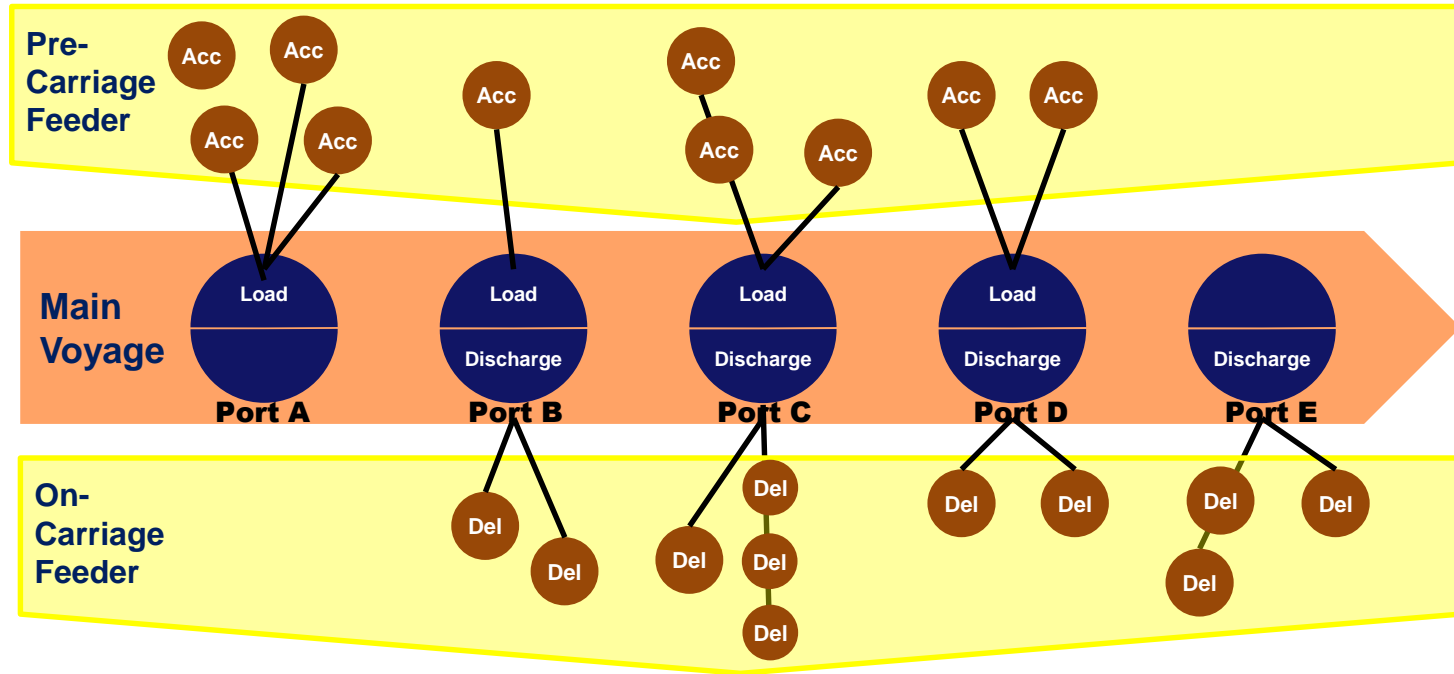 Pre-
Carriage
Feeder
Acc
Acc
Acc
Acc
Acc
Acc
Acc
Acc
Acc
Acc
Main
Voyage
Load
Load
Discharge
Load
Discharge
Load
Discharge
Discharge
Port A
Port B
Port C
Port D
Port E
On-
Carriage
Feeder
Del
Del
Del
Del
Del
Del
Del
Del
Del
Del
Del